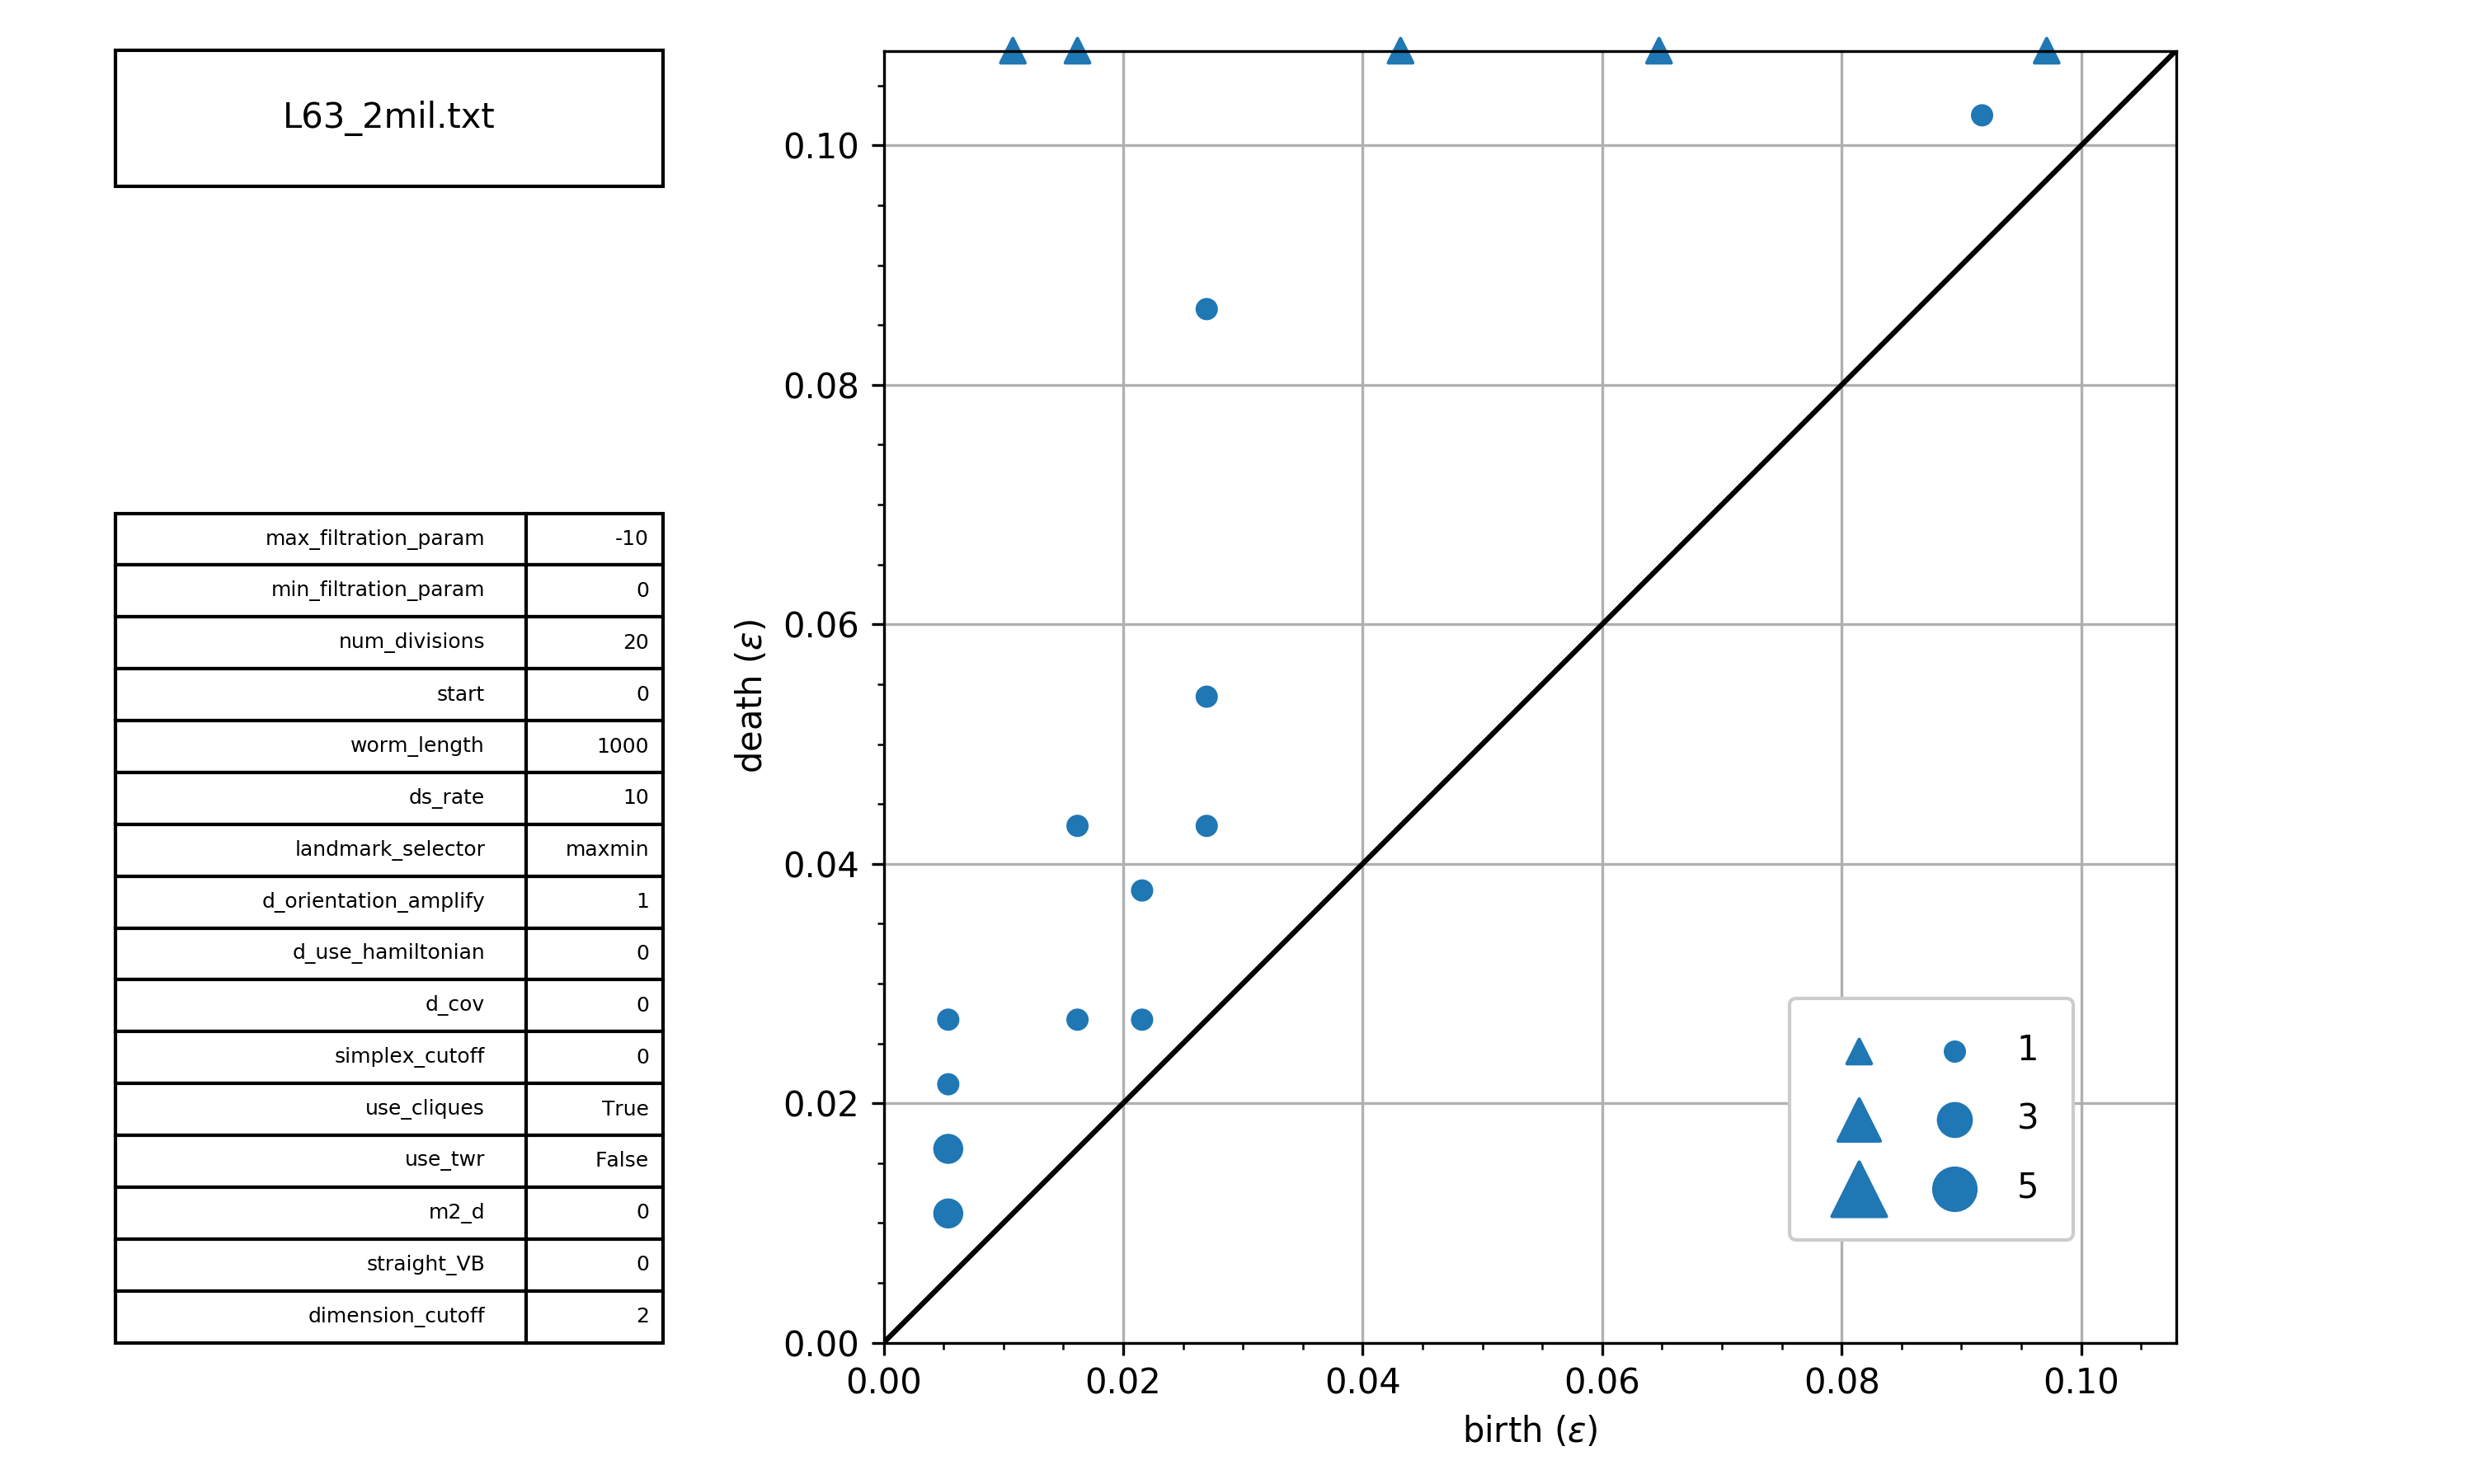 L63_2mil.txt
max_filtration_param -10
min_filtration_param 0
num_divisions 20
start 0
worm_length 1000
ds_rate 10
landmark_selector maxmin
d_orientation_amplify 1
d_use_hamiltonian 0
d_cov 0
simplex_cutoff 0
use_cliques True
use_twr False
m2_d 0
straight_VB 0
dimension_cutoff 2
death (ε)
0.10
0.08
0.06
0.04
0.02
0.00
0.00 0.02 0.04 0.06 0.08 0.10
birth (ε)
1
3
5